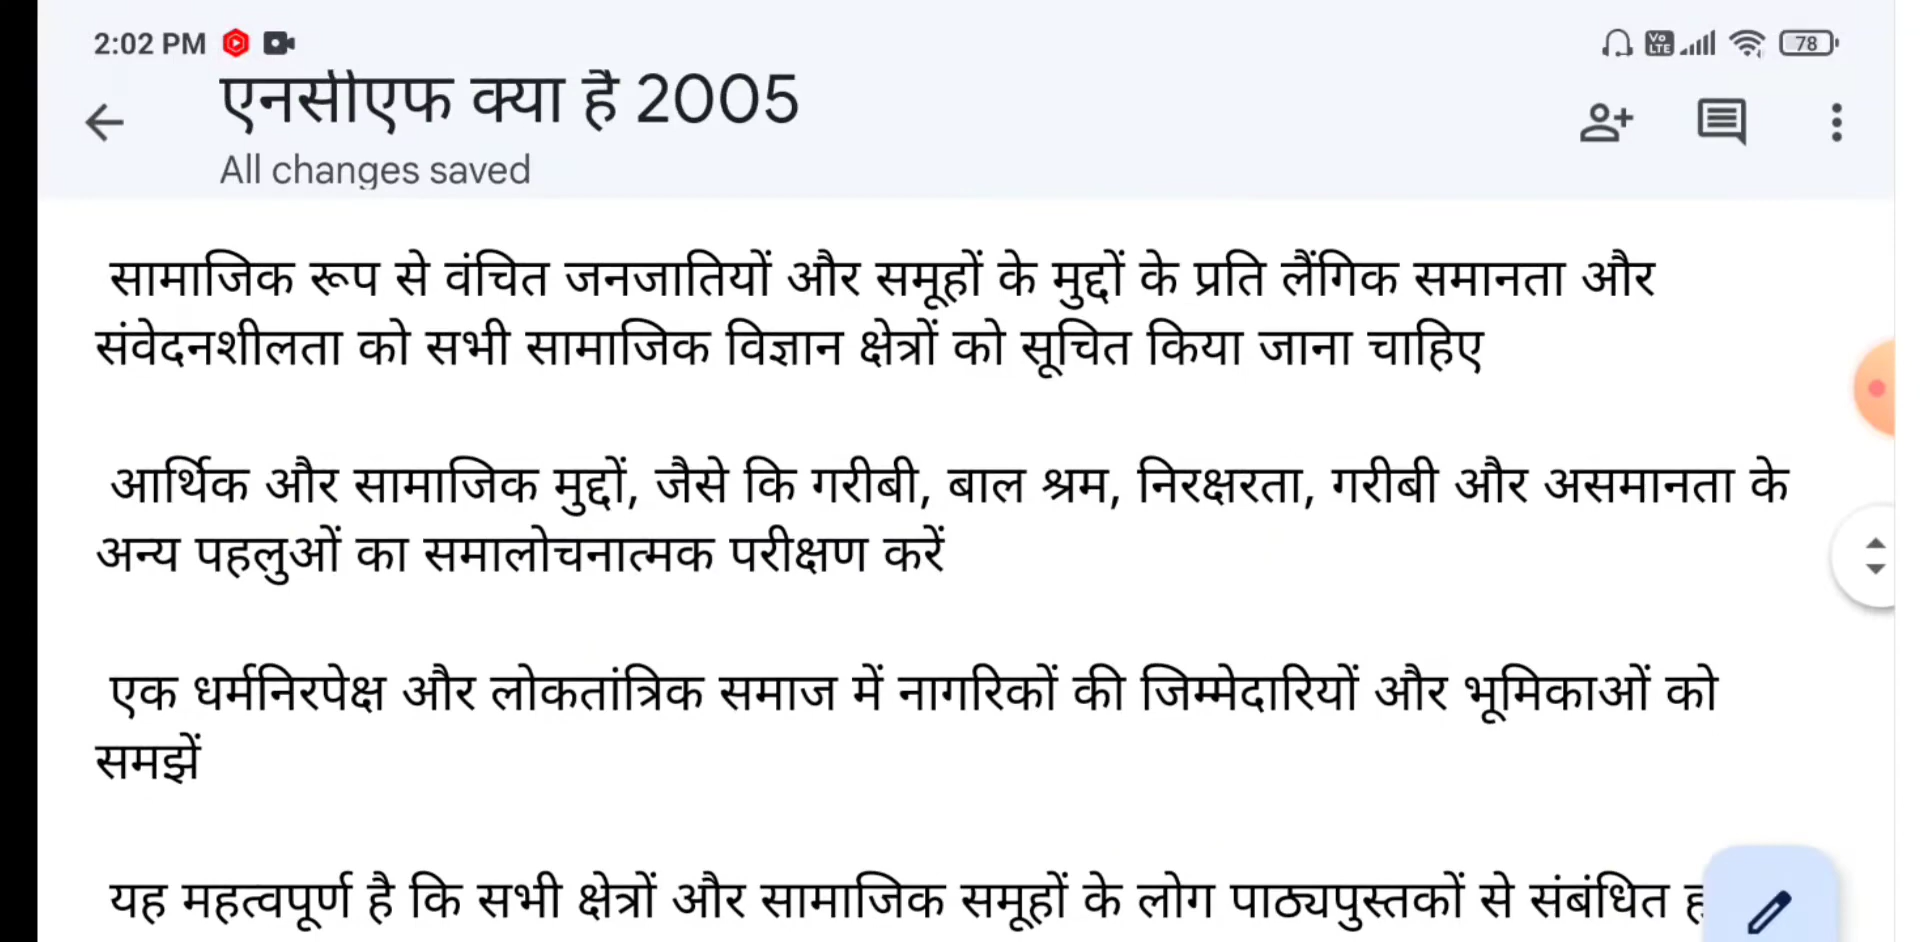 2:02 PM
Vo LTE
78
एनसीएफ क्या है 2005
All changes saved
सामाजिक रूप से वंचित जनजातियों और समूहों के मुद्दों के प्रति लैंगिक समानता और
संवेदनशीलता को सभी सामाजिक विज्ञान क्षेत्रों को सूचित किया जाना चाहिए
आर्थिक और सामाजिक मुद्दों, जैसे कि गरीबी, बाल श्रम, निरक्षरता, गरीबी और असमानता के
अन्य पहलुओं का समालोचनात्मक परीक्षण करें
एक धर्मनिरपेक्ष और लोकतांत्रिक समाज में नागरिकों की जिम्मेदारियों और भूमिकाओं को
समझें
यह महत्वपूर्ण है कि सभी क्षेत्रों और सामाजिक समूहों के लोग पाठ्यपुस्तकों से संबंधित